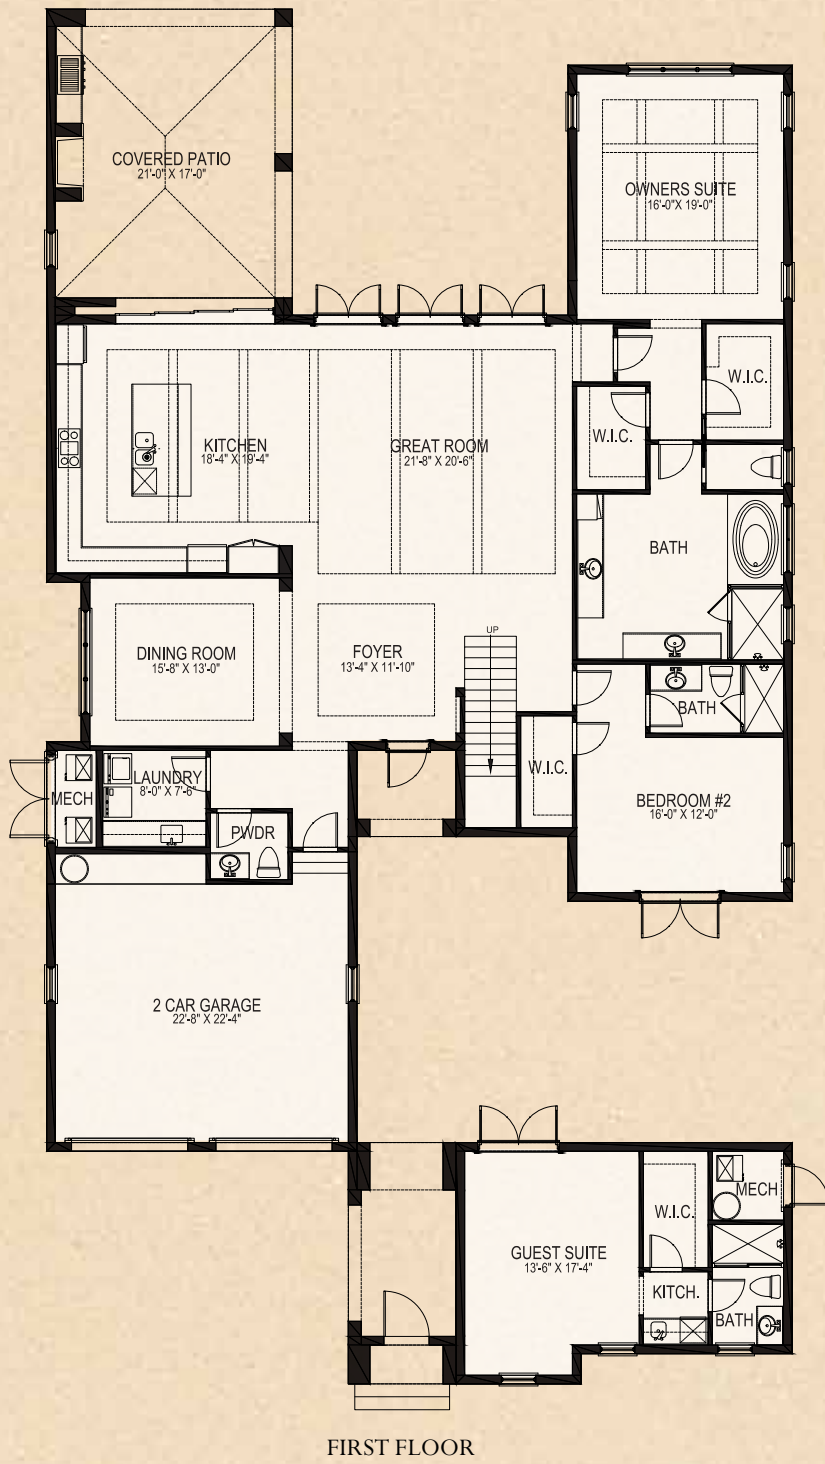 COVERED PATIO
21'-0" X 17'-0"
OWNERS SUITE
16'-0"X 19'-0"
W.I.C.
W.I.C.
KITCHEN
18'-4" X 19'-4"
GREAT ROOM
21'-8" X 20'-6"
BATH
UP
DINING ROOM
15'-8" X 13'-0"
FOYER
13'-4" X 11'-10"
BATH
W.I.C.
LAUNDRY
8'-0" X 7'-6"
MECH
PWDR
BEDROOM #2
16'-0" X 12'-0"
2 CAR GARAGE
22'-8" X 22'-4"
MECH
W.I.C.
GUEST SUITE
13'-6" X 17'-4"
KITCH.
BATH
FIRST FLOOR